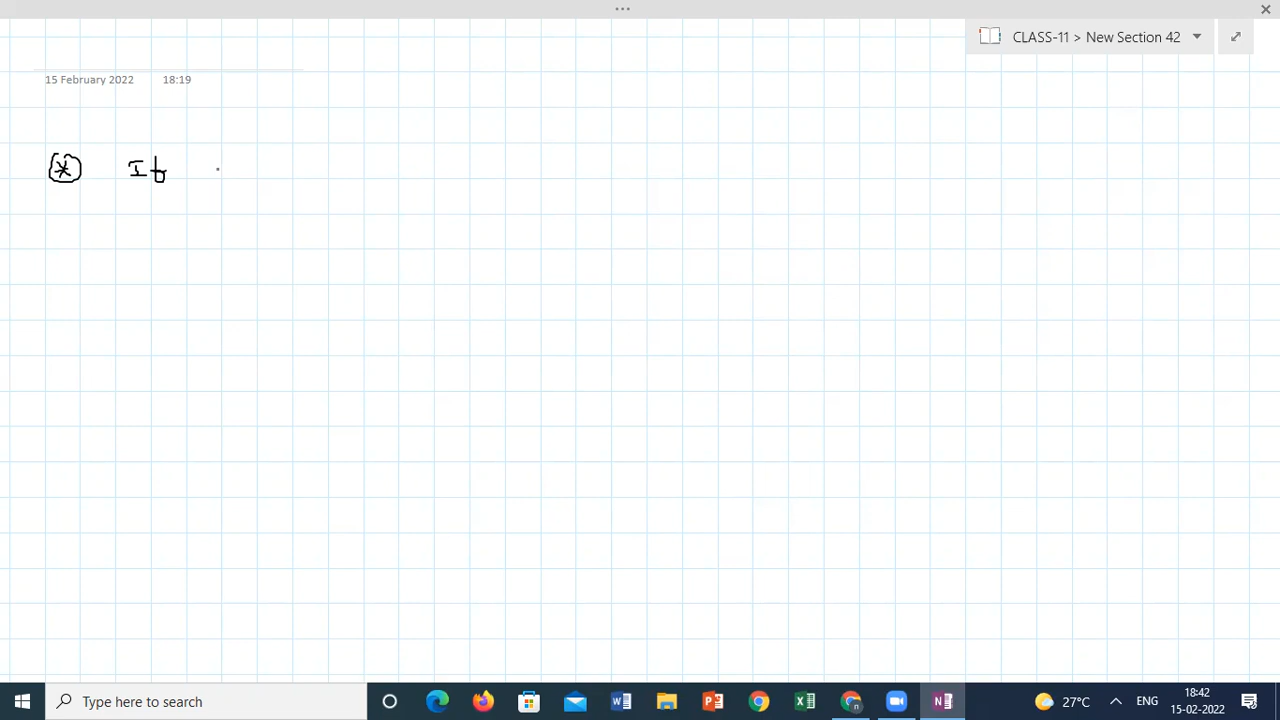 ...
CLASS-11 > New Section 42
15 February 2022 18:19
* If
Type here to search
27°C ENG 18:42
15-02-2022